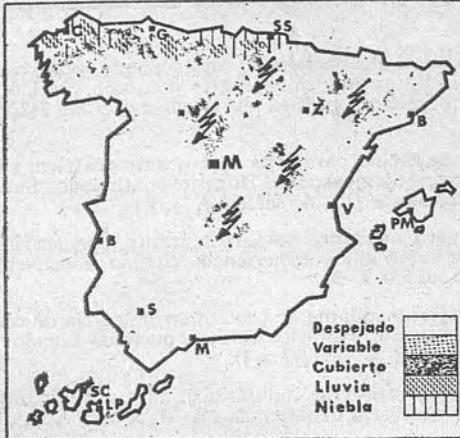 C
G
SS
V
Z
B
M
V
PM
B
S
M
SC
LP
Despejado
Variable
Cubierto
Lluvia
Niebla